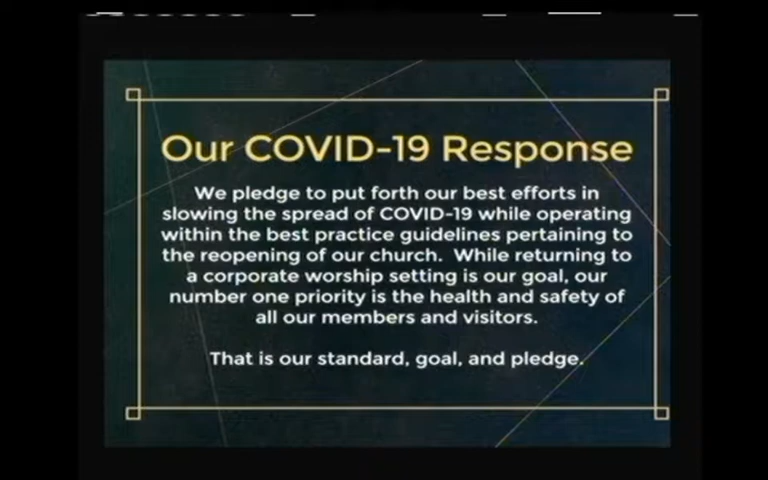 Our COVID-19 Response
We pledge to put forth our best efforts in
slowing the spread of COVID-19 while operating
within the best practice guidelines pertaining to
the reopening of our church. While returning to
a corporate worship setting is our goal, our
number one priority is the health and safety of
all our members and visitors.
That is our standard, goal, and pledge.